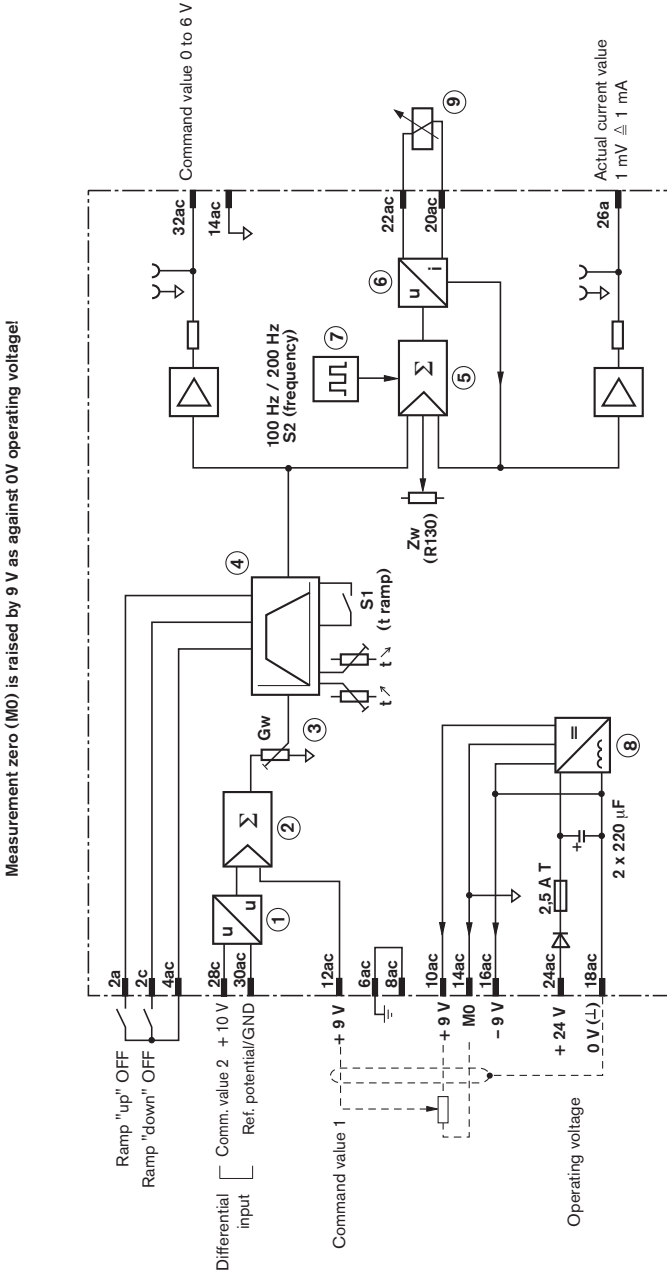 Measurement zero (M0) is raised by 9 V as against 0V operating voltage!
Ramp "up" OFF
Ramp "down" OFF
2a
2c
4ac
Differential
input
Comm. value 2 + 10 V
Ref. potential/GND
28c
30ac
Command value 1
+ 9 V
12ac
6ac
8ac
+ 9 V
10ac
M0
14ac
− 9 V
16ac
Operating voltage
+ 24 V
24ac
0 V (⊥)
18ac
u
u
1
Σ
2
Gw
3
4
t
t
S1
(t ramp)
2,5 A T
+
2 x 220 µF
=
8
100 Hz / 200 Hz
S2 (frequency)
7
Zw
(R130)
Σ
5
u
i
6
32ac
14ac
Command value 0 to 6 V
22ac
20ac
9
26a
Actual current value
1 mV ≙ 1 mA